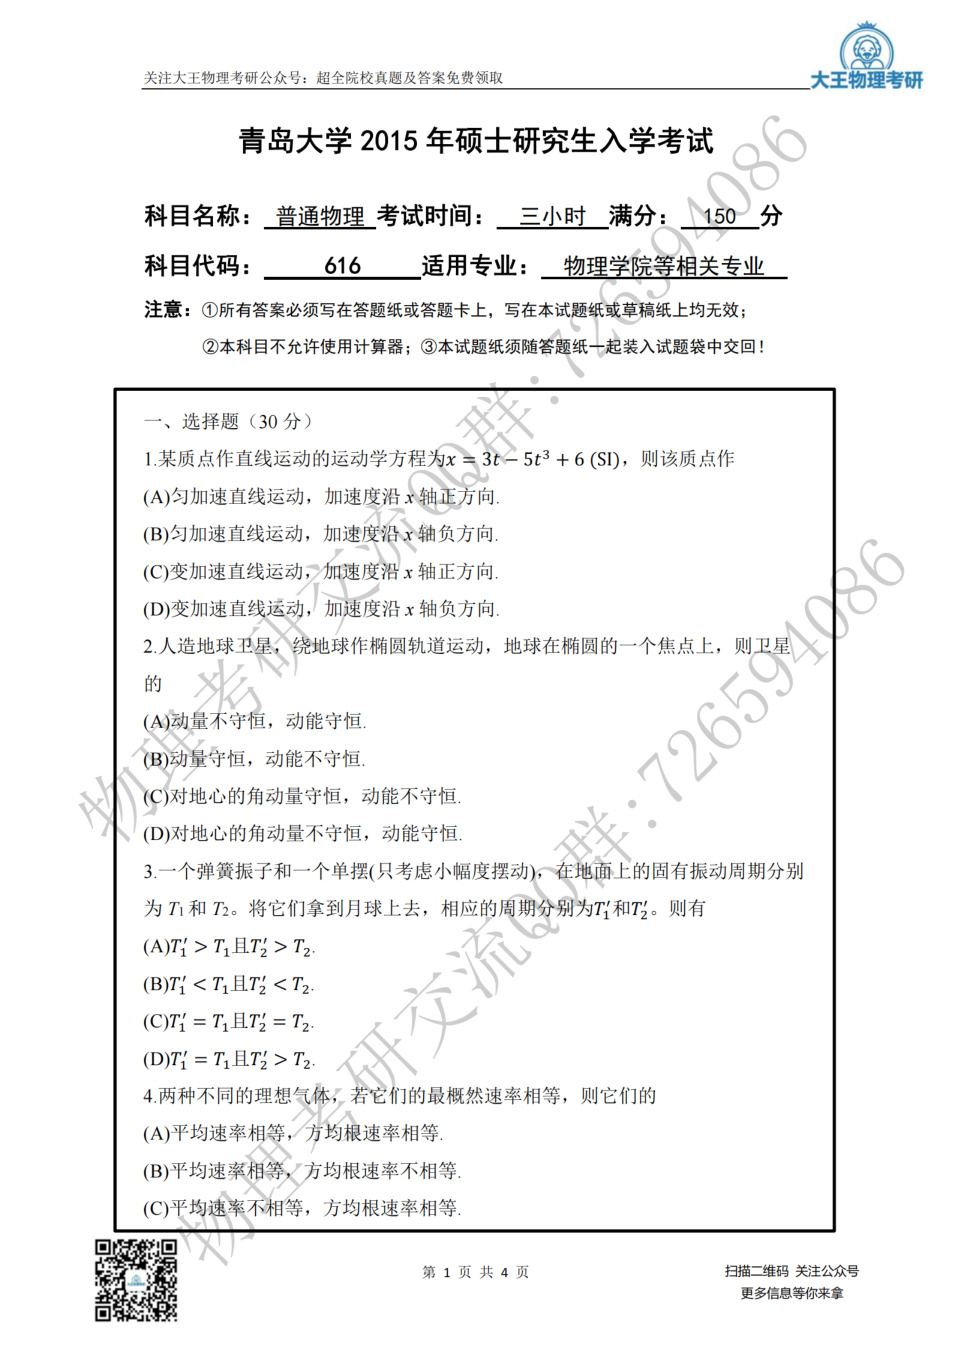 关注大王物理考研公众号：超全院校真题及答案免费领取
大王物理考研
青岛大学 2015 年硕士研究生入学考试
科目名称： 普通物理 考试时间： 三小时 满分： 150 分
科目代码： 616 适用专业： 物理学院等相关专业
注意：①所有答案必须写在答题纸或答题卡上，写在本试题纸或草稿纸上均无效；
②本科目不允许使用计算器；③本试题纸须随答题纸一起装入试题袋中交回！
一、选择题（30 分）
1.某质点作直线运动的运动学方程为x = 3t − 5t³ + 6 (SI)，则该质点作
(A)匀加速直线运动，加速度沿 x 轴正方向.
(B)匀加速直线运动，加速度沿 x 轴负方向.
(C)变加速直线运动，加速度沿 x 轴正方向.
(D)变加速直线运动，加速度沿 x 轴负方向.
2.人造地球卫星，绕地球作椭圆轨道运动，地球在椭圆的一个焦点上，则卫星
的
(A)动量不守恒，动能守恒.
(B)动量守恒，动能不守恒.
(C)对地心的角动量守恒，动能不守恒.
(D)对地心的角动量不守恒，动能守恒.
3.一个弹簧振子和一个单摆(只考虑小幅度摆动)，在地面上的固有振动周期分别
为 T₁ 和 T₂。将它们拿到月球上去，相应的周期分别为T₁′和T₂′。则有
(A)T₁′ > T₁且T₂′ > T₂.
(B)T₁′ < T₁且T₂′ < T₂.
(C)T₁′ = T₁且T₂′ = T₂.
(D)T₁′ = T₁且T₂′ > T₂.
4.两种不同的理想气体，若它们的最概然速率相等，则它们的
(A)平均速率相等，方均根速率相等.
(B)平均速率相等，方均根速率不相等.
(C)平均速率不相等，方均根速率相等.
物理考研交流QQ群:726594086
物理考研交流QQ群:726594086
大王物理考研
第 1 页 共 4 页
扫描二维码 关注公众号
更多信息等你来拿